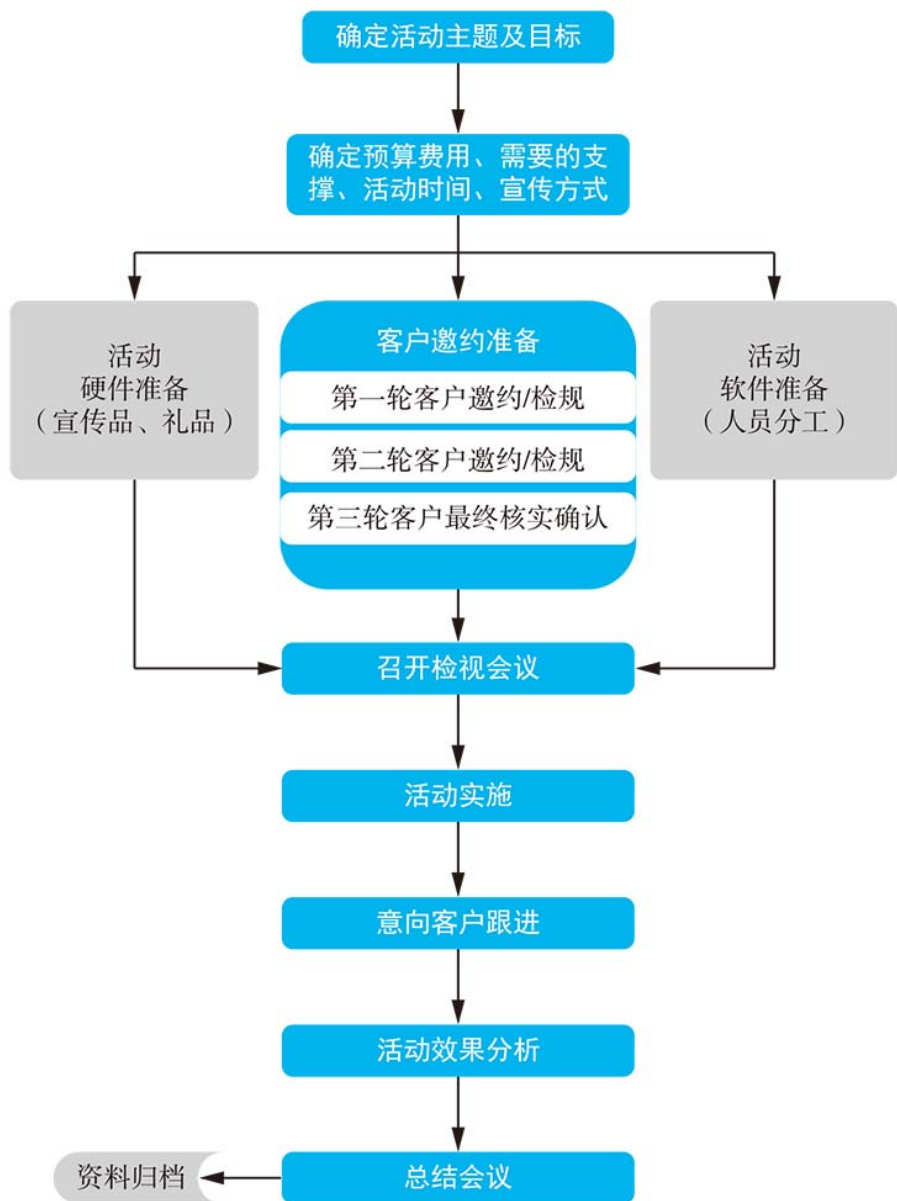 确定活动主题及目标
确定预算费用、需要的支
撑、活动时间、宣传方式
活动
硬件准备
（宣传品、礼品）
客户邀约准备
第一轮客户邀约/检规
第二轮客户邀约/检规
第三轮客户最终核实确认
活动
软件准备
（人员分工）
召开检视会议
活动实施
意向客户跟进
活动效果分析
总结会议
资料归档